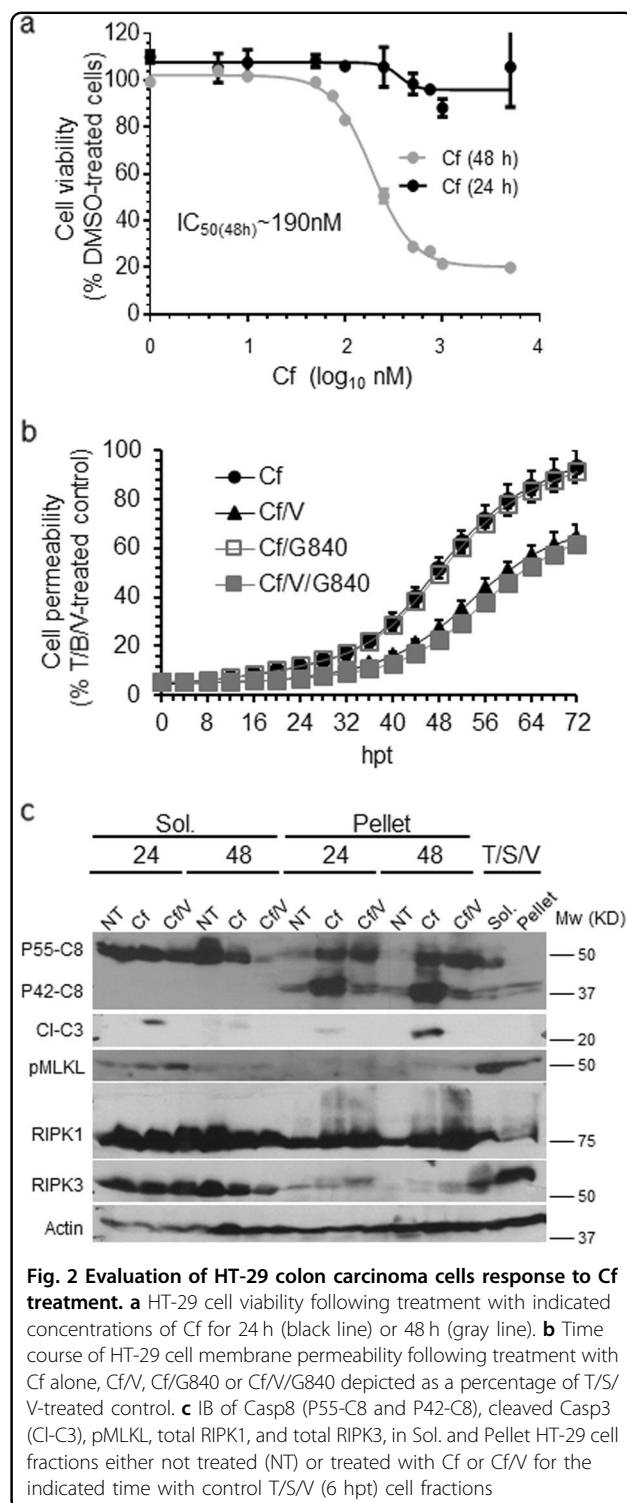 a
120
100
80
60
40
20
0
Cell viability
(% DMSO-treated cells)
Cf (48 h)
Cf (24 h)
IC50(48h)~190nM
0 1 2 3 4
Cf (log10 nM)
b
100
80
60
40
20
0
Cell permeability
(% T/B/V-treated control)
Cf
Cf/V
Cf/G840
Cf/V/G840
0 8 16 24 32 40 48 56 64 72
hpt
c
Sol. Pellet
24 48 24 48 T/S/V
NT Cf Cf/V NT Cf Cf/V NT Cf Cf/V NT Cf Cf/V Sol. Pellet Mw (KD)
P55-C8 50
P42-C8 37
Cl-C3 20
pMLKL 50
RIPK1 75
RIPK3 50
Actin 37
Fig. 2 Evaluation of HT-29 colon carcinoma cells response to Cf
treatment. a HT-29 cell viability following treatment with indicated
concentrations of Cf for 24 h (black line) or 48 h (gray line). b Time
course of HT-29 cell membrane permeability following treatment with
Cf alone, Cf/V, Cf/G840 or Cf/V/G840 depicted as a percentage of T/S/
V-treated control. c IB of Casp8 (P55-C8 and P42-C8), cleaved Casp3
(Cl-C3), pMLKL, total RIPK1, and total RIPK3, in Sol. and Pellet HT-29 cell
fractions either not treated (NT) or treated with Cf or Cf/V for the
indicated time with control T/S/V (6 hpt) cell fractions